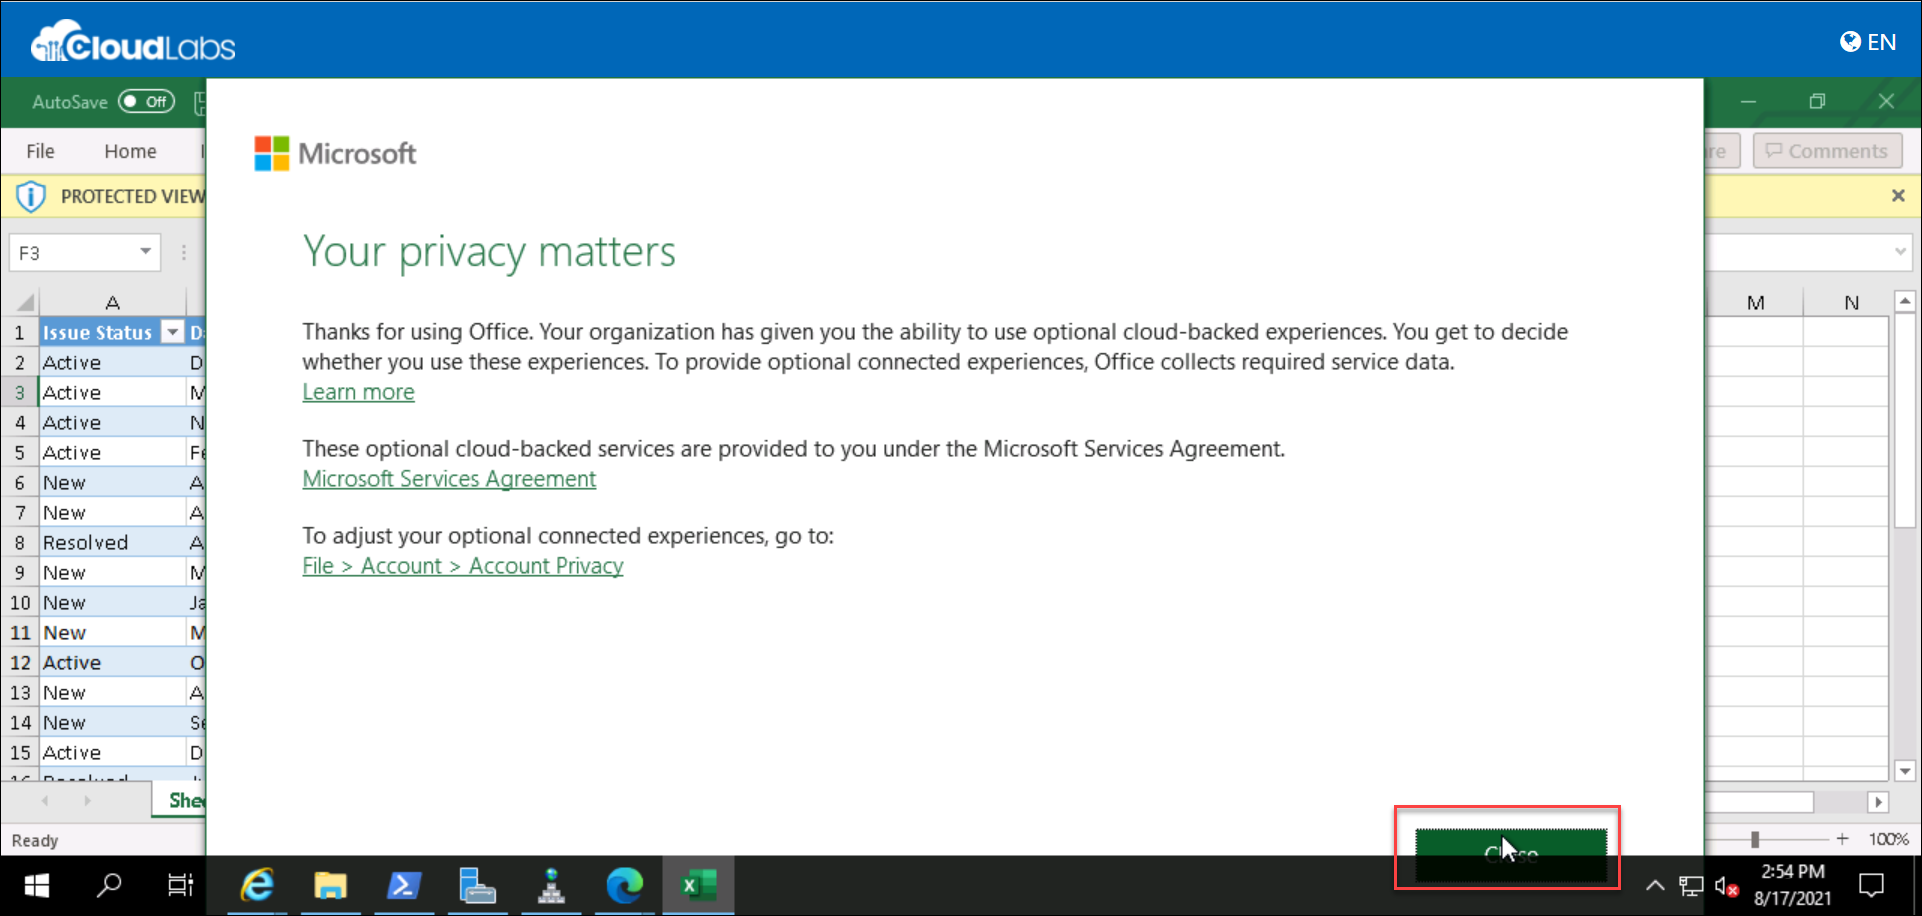 CloudLabs
EN
AutoSave Off
File Home
Comments
PROTECTED VIEW
F3
A M N
1 Issue Status
2 Active
3 Active
4 Active
5 Active
6 New
7 New
8 Resolved
9 New
10 New
11 New
12 Active
13 New
14 New
15 Active
Microsoft
Your privacy matters
Thanks for using Office. Your organization has given you the ability to use optional cloud-backed experiences. You get to decide
whether you use these experiences. To provide optional connected experiences, Office collects required service data.
Learn more
These optional cloud-backed services are provided to you under the Microsoft Services Agreement.
Microsoft Services Agreement
To adjust your optional connected experiences, go to:
File > Account > Account Privacy
Close
Ready
100%
2:54 PM
8/17/2021